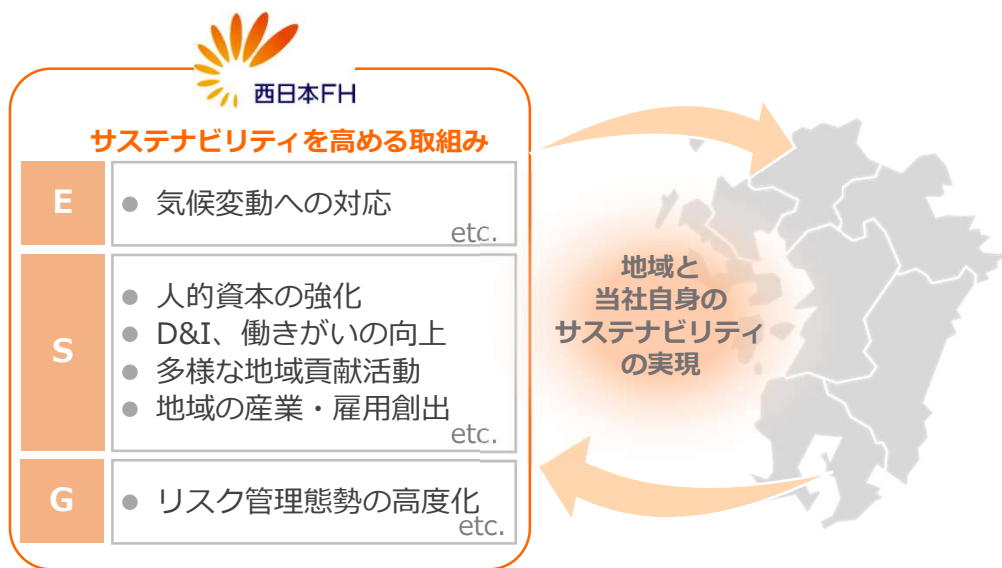 西日本FH
サステナビリティを高める取組み
E
● 気候変動への対応
etc.
S
● 人的資本の強化
● D&I、働きがいの向上
● 多様な地域貢献活動
● 地域の産業・雇用創出
etc.
G
● リスク管理態勢の高度化
etc.
地域と
当社自身の
サステナビリティ
の実現